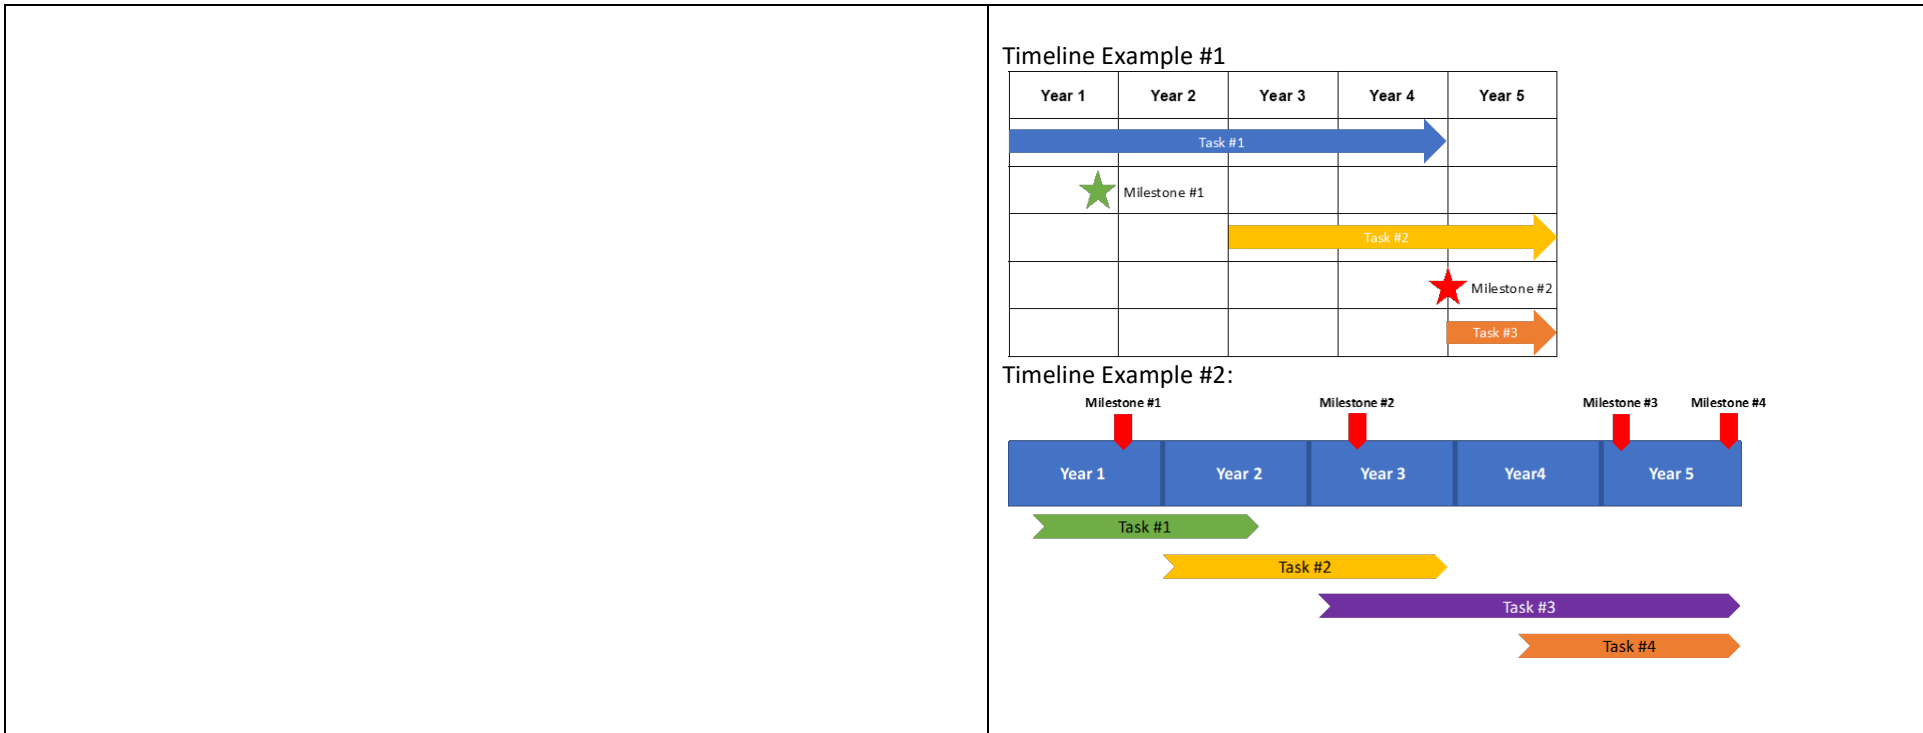 Timeline Example #1
Year 1 Year 2 Year 3 Year 4 Year 5
Task #1
Milestone #1
Task #2
Milestone #2
Task #3
Timeline Example #2:
Milestone #1 Milestone #2 Milestone #3 Milestone #4
Year 1 Year 2 Year 3 Year4 Year 5
Task #1
Task #2
Task #3
Task #4